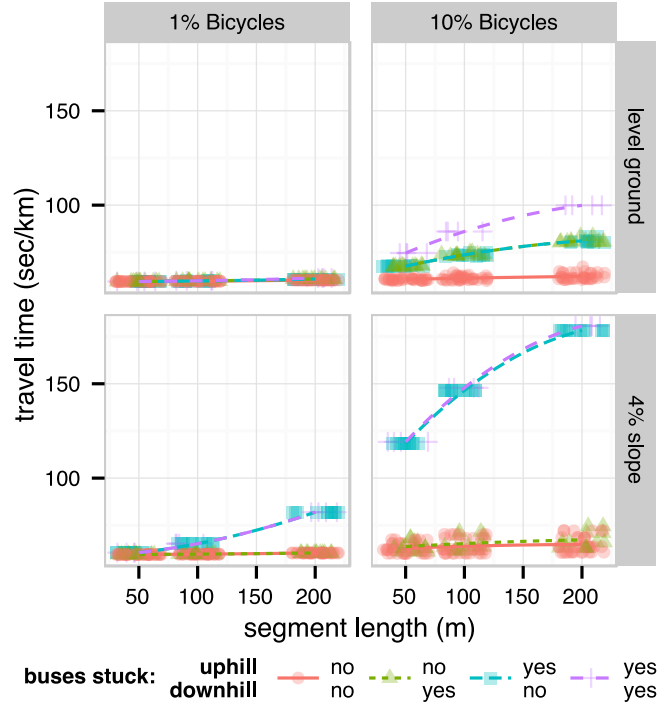 1% Bicycles 10% Bicycles
150
100
level ground
150
100
4% slope
travel time (sec/km)
50 100 150 200 50 100 150 200
segment length (m)
buses stuck: uphill no no yes yes
downhill no yes no yes